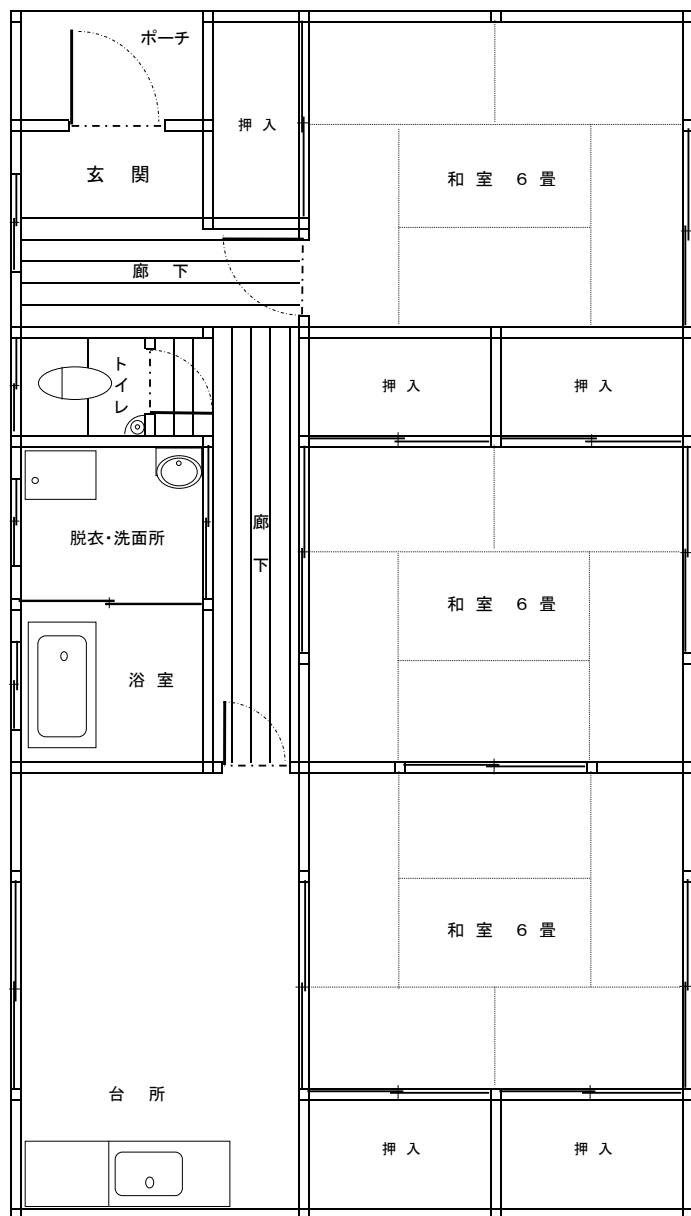 ポーチ
押 入
玄 関
和 室 ６ 畳
廊 下
トイレ
押 入
押 入
廊下
脱衣・洗面所
和 室 ６ 畳
浴 室
和 室 ６ 畳
台 所
押 入
押 入